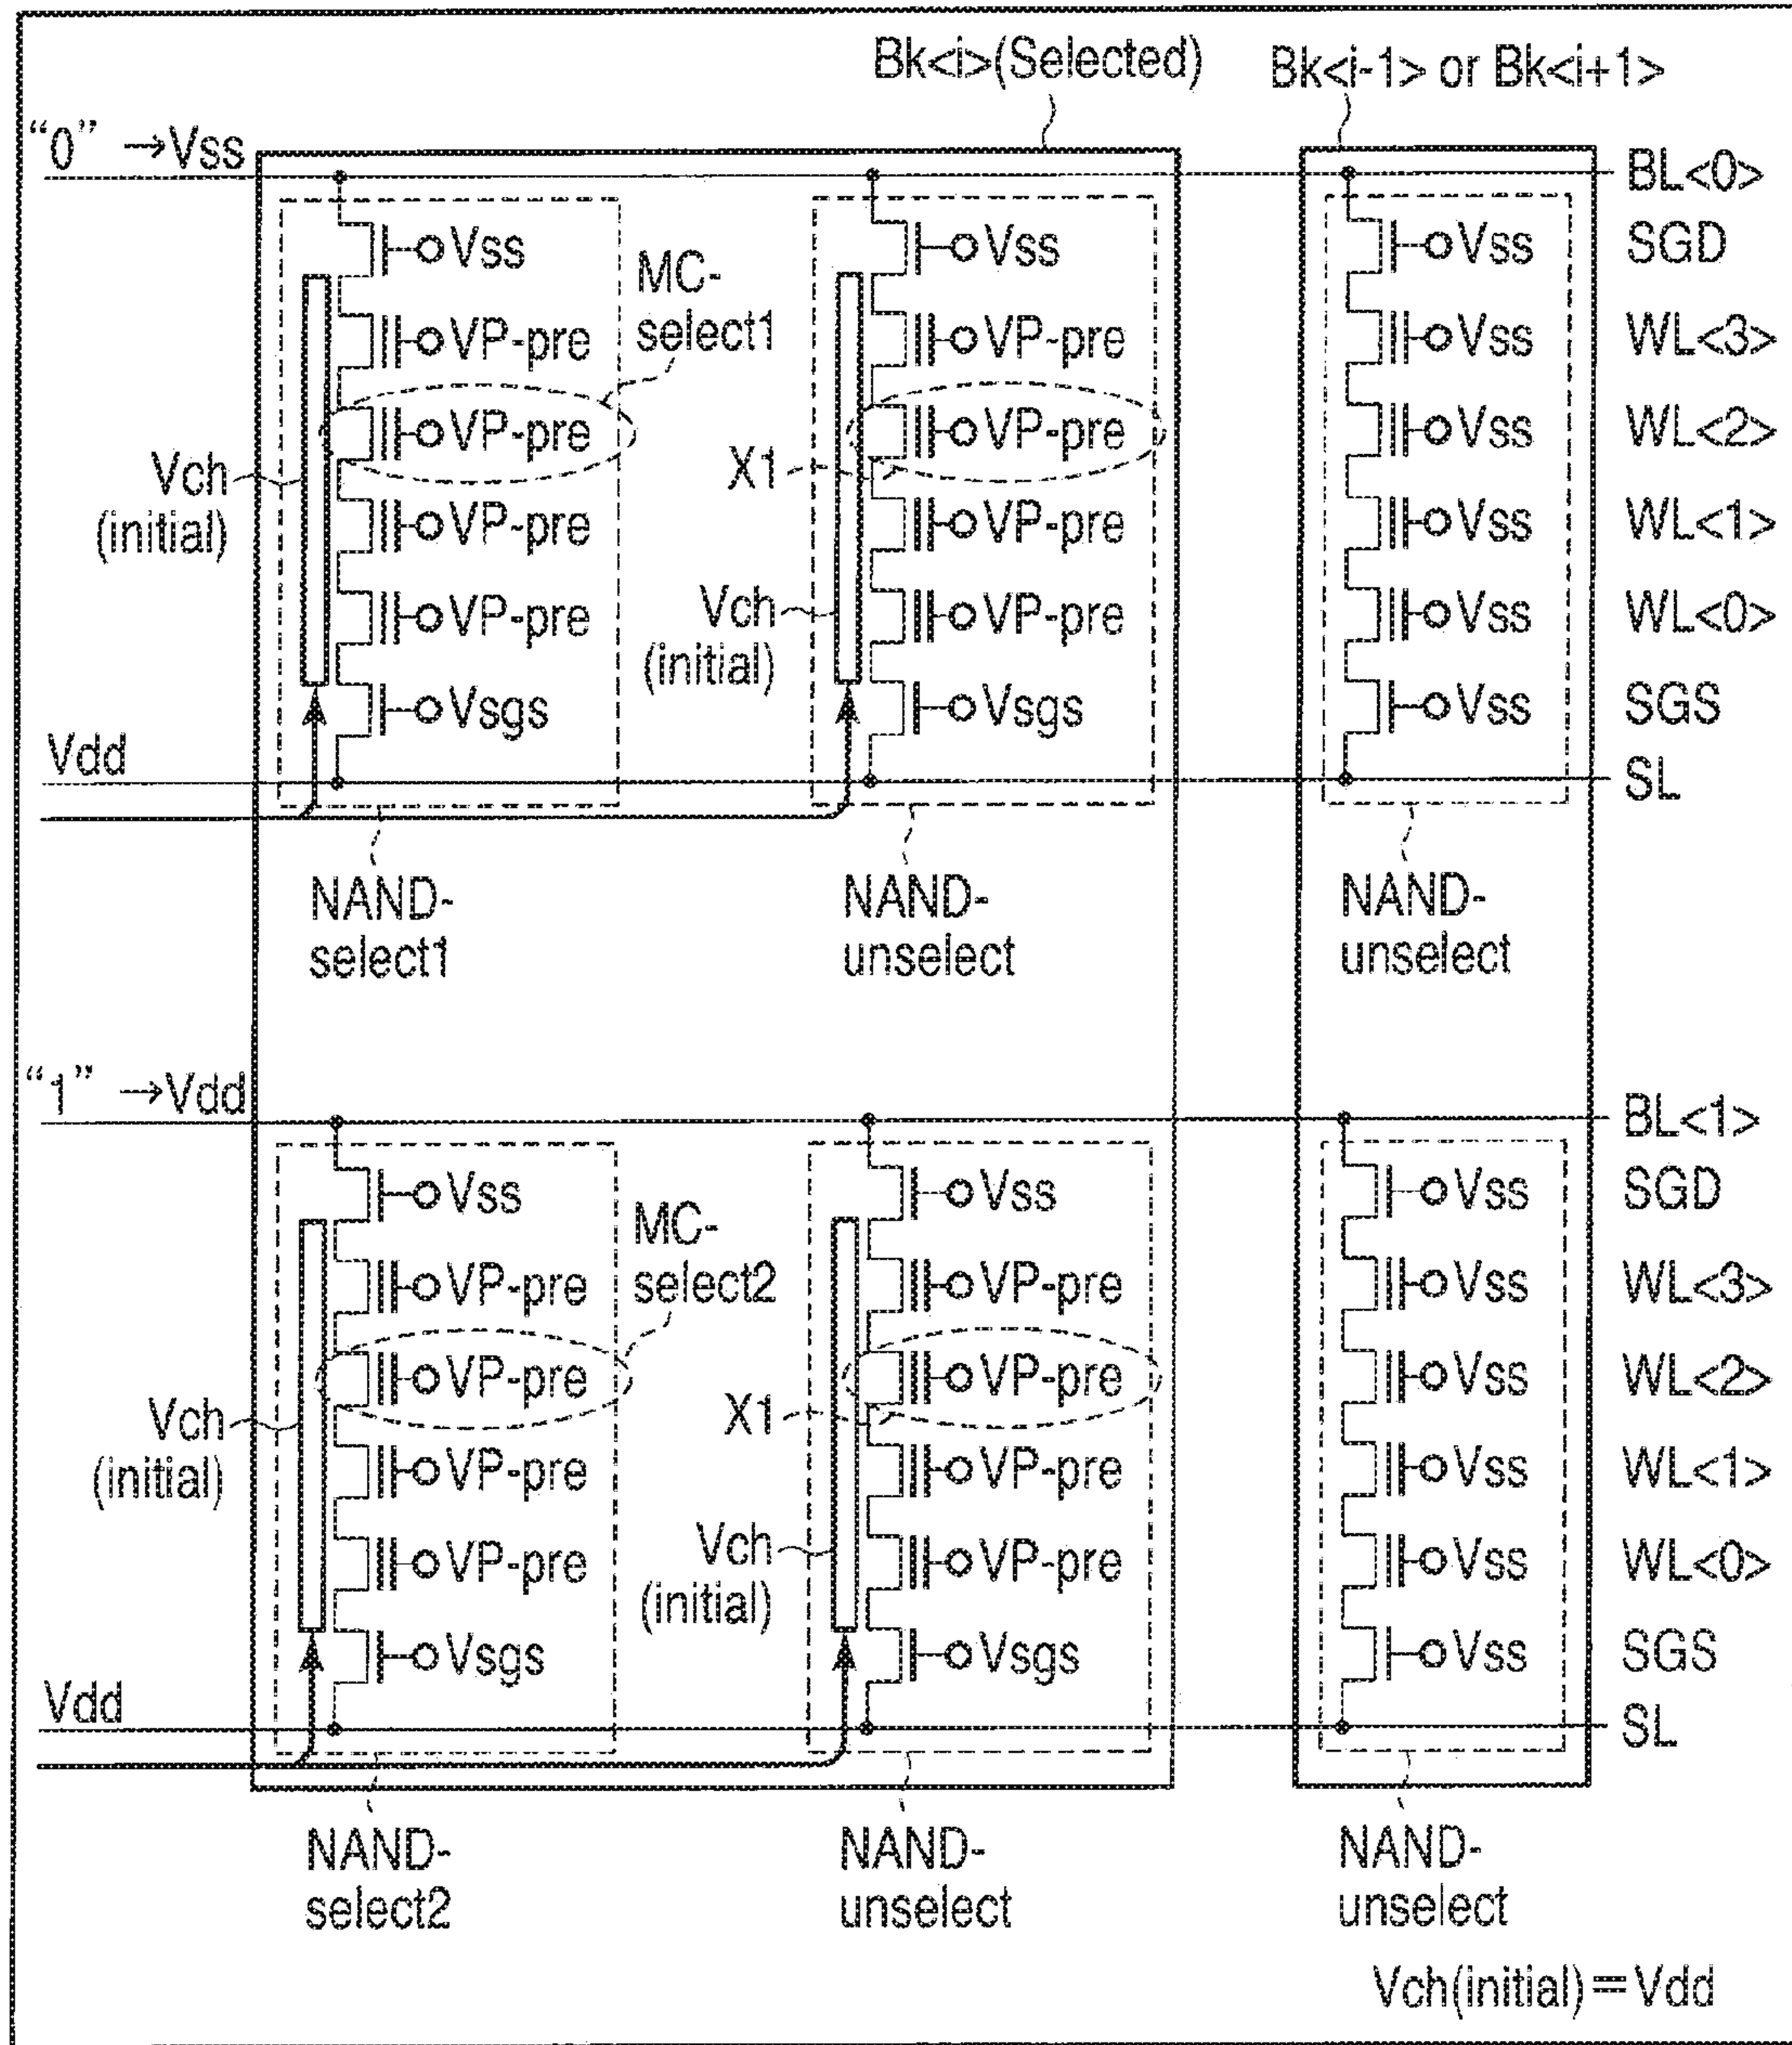 Bk<i>(Selected)
Bk<i-1> or Bk<i+1>
“0” →Vss
BL<0>
Vss
Vss
Vss
SGD
MC-
select1
VP-pre
VP-pre
Vss
WL<3>
VP-pre
VP-pre
Vss
WL<2>
Vch
(initial)
X1
VP-pre
VP-pre
Vss
WL<1>
VP-pre
Vch
(initial)
VP-pre
Vss
WL<0>
Vsgs
Vsgs
Vss
SGS
Vdd
SL
NAND-
select1
NAND-
unselect
NAND-
unselect
“1” →Vdd
BL<1>
Vss
Vss
Vss
SGD
MC-
select2
VP-pre
VP-pre
Vss
WL<3>
VP-pre
VP-pre
Vss
WL<2>
Vch
(initial)
X1
VP-pre
VP-pre
Vss
WL<1>
VP-pre
Vch
(initial)
VP-pre
Vss
WL<0>
Vsgs
Vsgs
Vss
SGS
Vdd
SL
NAND-
select2
NAND-
unselect
NAND-
unselect
Vch(initial)=Vdd